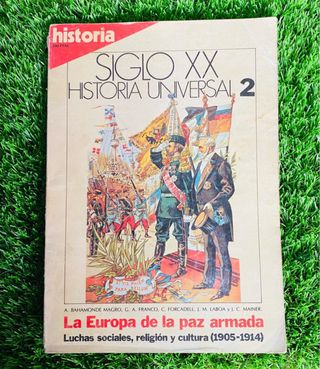 historia
SIGLO XX
HISTORIA UNIVERSAL 2
A. BAHAMONDE MAGRO, G. A. FRANCO, C. FORCADELL, J. M. LABOA y J. C. MAINER.
La Europa de la paz armada
Luchas sociales, religión y cultura (1905-1914)